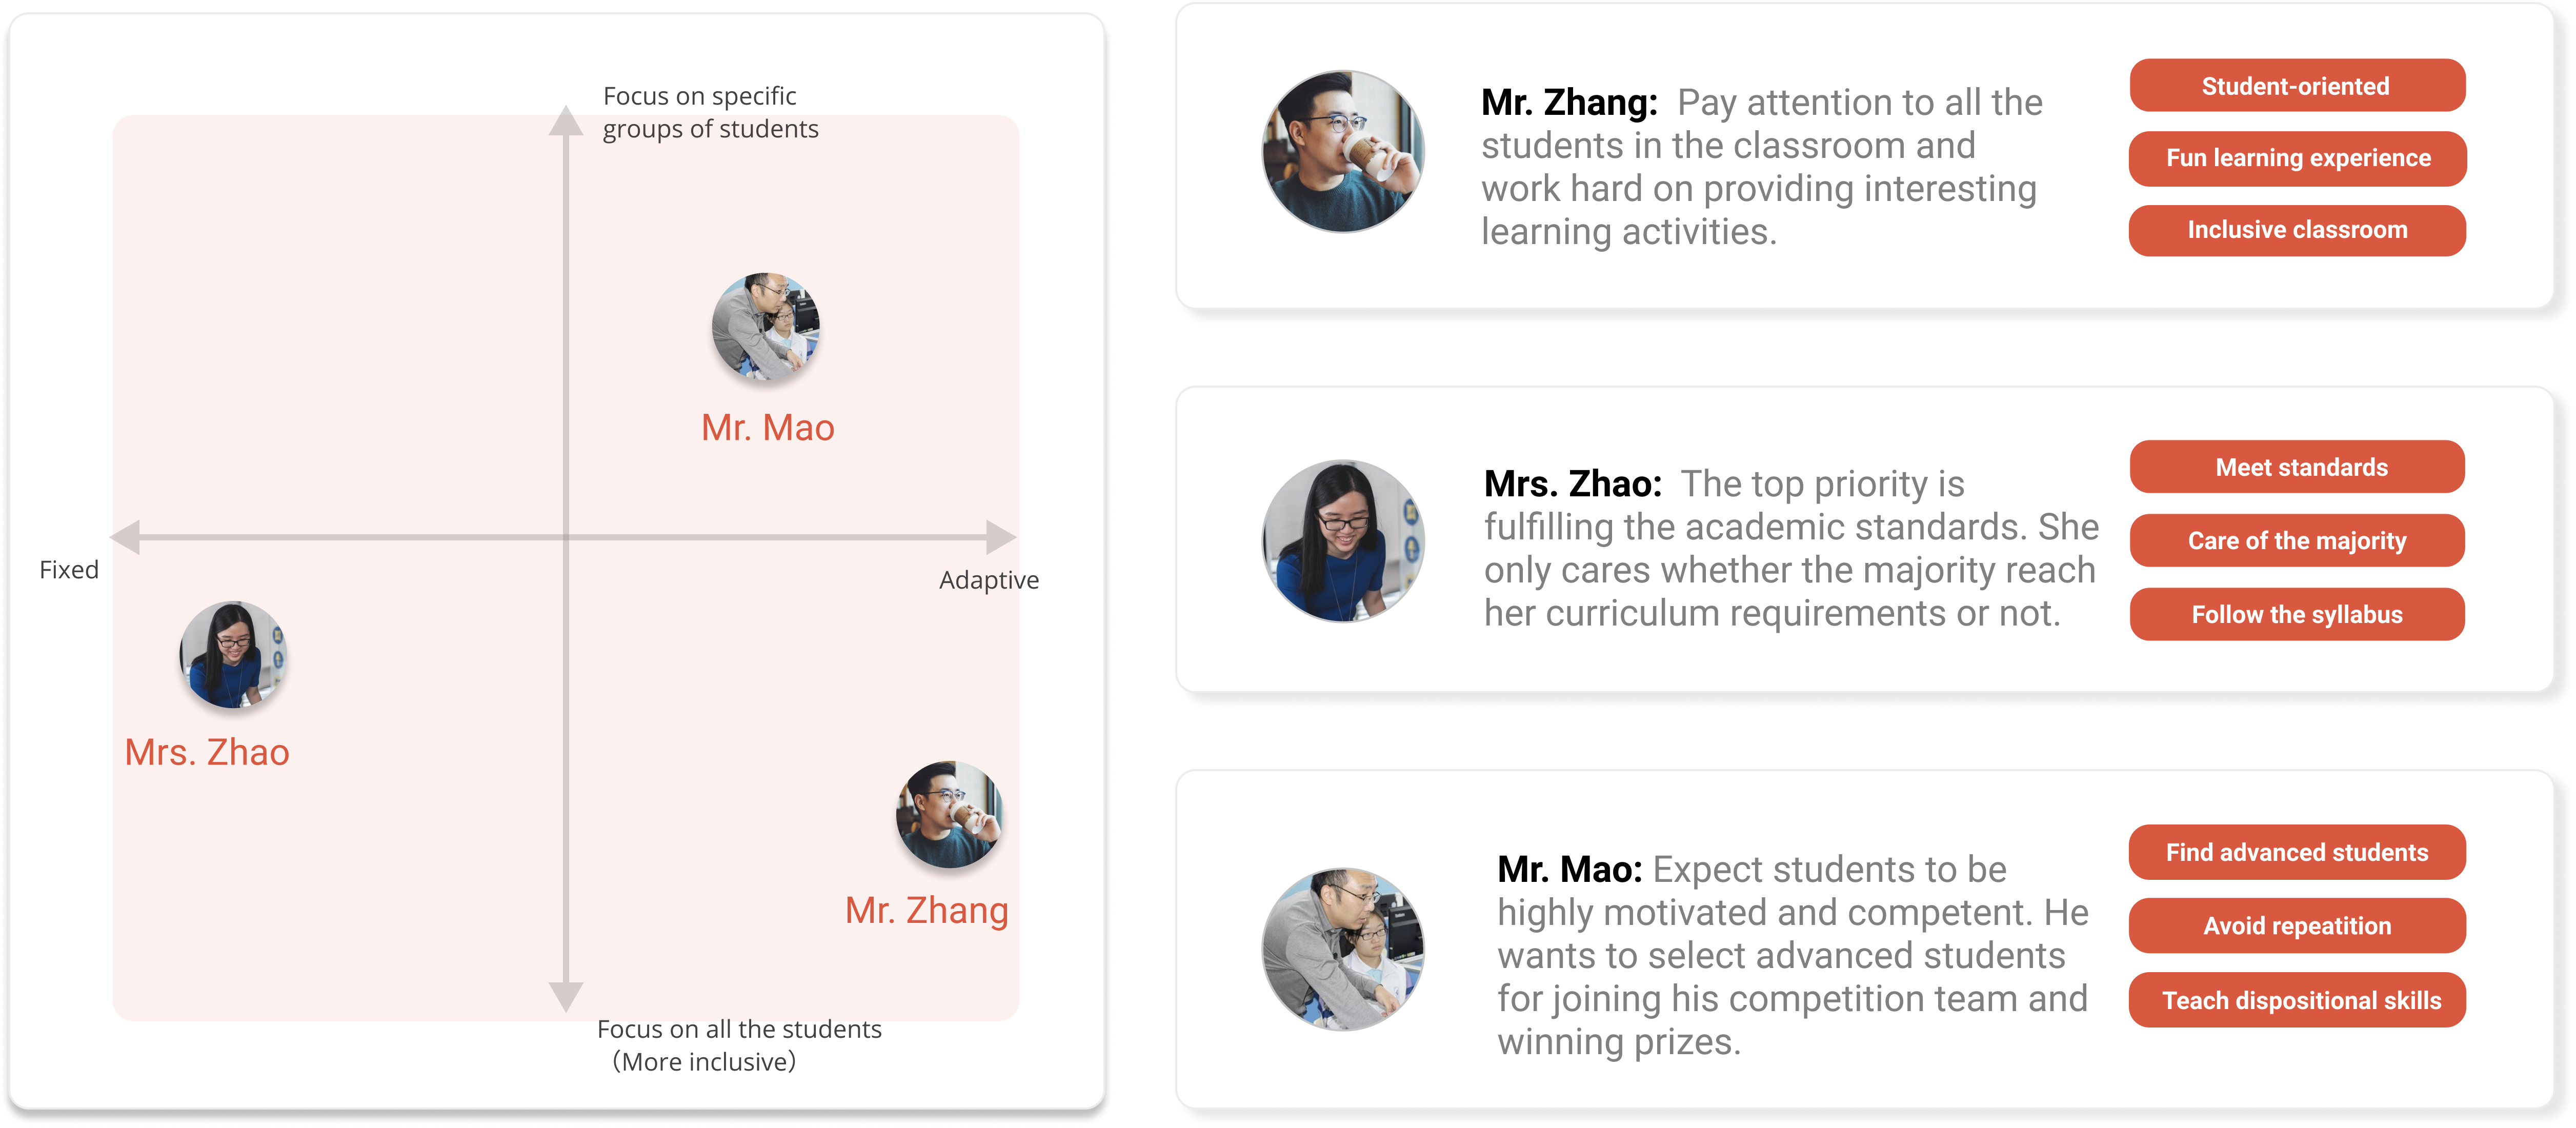 Focus on specific
groups of students
Mr. Mao
Fixed
Adaptive
Mrs. Zhao
Mr. Zhang
Focus on all the students
（More inclusive）
Mr. Zhang: Pay attention to all the
students in the classroom and
work hard on providing interesting
learning activities.
Student-oriented
Fun learning experience
Inclusive classroom
Mrs. Zhao: The top priority is
fulfilling the academic standards. She
only cares whether the majority reach
her curriculum requirements or not.
Meet standards
Care of the majority
Follow the syllabus
Mr. Mao: Expect students to be
highly motivated and competent. He
wants to select advanced students
for joining his competition team and
winning prizes.
Find advanced students
Avoid repeatition
Teach dispositional skills